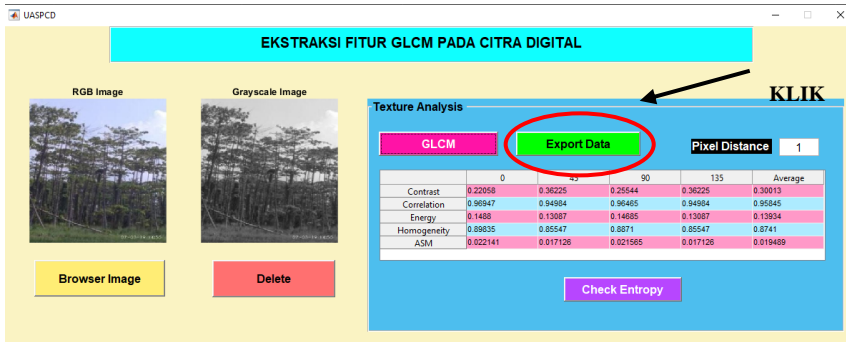 UASPCD
EKSTRAKSI FITUR GLCM PADA CITRA DIGITAL
RGB Image
Grayscale Image
KLIK
Texture Analysis
GLCM
Export Data
Pixel Distance 1
0 45 90 135 Average
Contrast 0.22058 0.36225 0.25544 0.36225 0.30013
Correlation 0.96947 0.94984 0.96465 0.94984 0.95845
Energy 0.1488 0.13087 0.14685 0.13087 0.13934
Homogeneity 0.89835 0.85547 0.8871 0.85547 0.8741
ASM 0.022141 0.017126 0.021565 0.017126 0.019489
Browser Image
Delete
Check Entropy